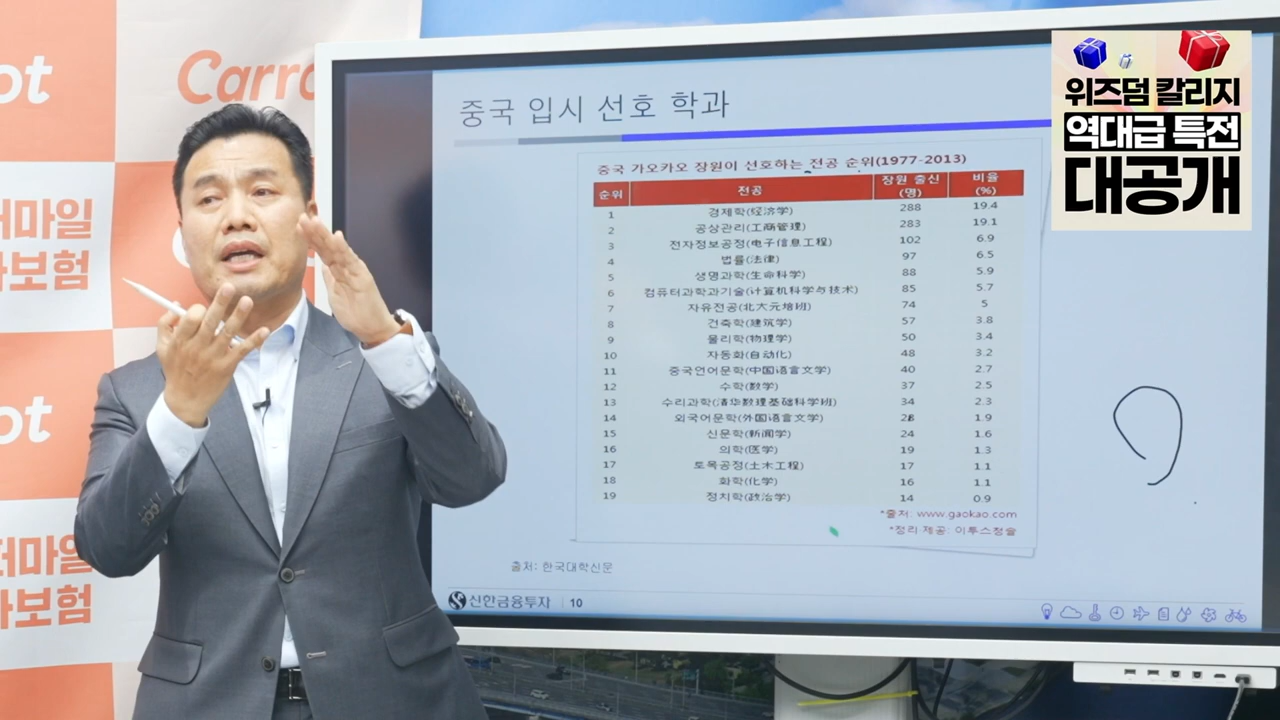 ot
Carro
퍼마일
자보험
ot
퍼마일
자보험
중국 입시 선호 학과
중국 가오카오 장원이 선호하는 전공 순위(1977-2013)
순위 전공 장원 출신(명) 비율(%)
1 경제학(经济学) 288 19.4
2 공상관리(工商管理) 283 19.1
3 전자정보공정(电子信息工程) 102 6.9
4 법률(法律) 97 6.5
5 생명과학(生命科学) 88 5.9
6 컴퓨터과학과기술(计算机科学与技术) 85 5.7
7 자유전공(北大元培班) 74 5
8 건축학(建筑学) 57 3.8
9 물리학(物理学) 50 3.4
10 자동화(自动化) 48 3.2
11 중국언어문학(中国语言文学) 40 2.7
12 수학(数学) 37 2.5
13 수리과학(清华数理基础科学班) 34 2.3
14 외국어문학(外国语言文学) 28 1.9
15 신문학(新闻学) 24 1.6
16 의학(医学) 19 1.3
17 토목공정(土木工程) 17 1.1
18 화학(化学) 16 1.1
19 정치학(政治学) 14 0.9
*출처: www.gaokao.com
*정리 제공: 이투스청솔
출처: 한국대학신문
신한금융투자 10
위즈덤 칼리지
역대급 특전
대공개